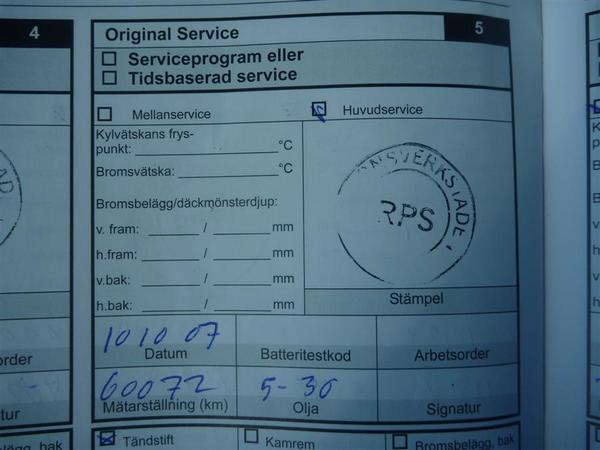 4
Original Service 5
Serviceprogram eller
Tidsbaserad service
Mellanservice Huvudservice
Kylvätskans frys-
punkt: °C
Bromsvätska: °C
Bromsbelägg/däckmönsterdjup:
v. fram: / mm
h.fram: / mm
v.bak: / mm
h.bak: / mm
RPS
Stämpel
101007
Datum Batteritestkod Arbetsorder
60072 5-30
Mätarställning (km) Olja Signatur
Tändstift Kamrem Bromsbelägg, bak